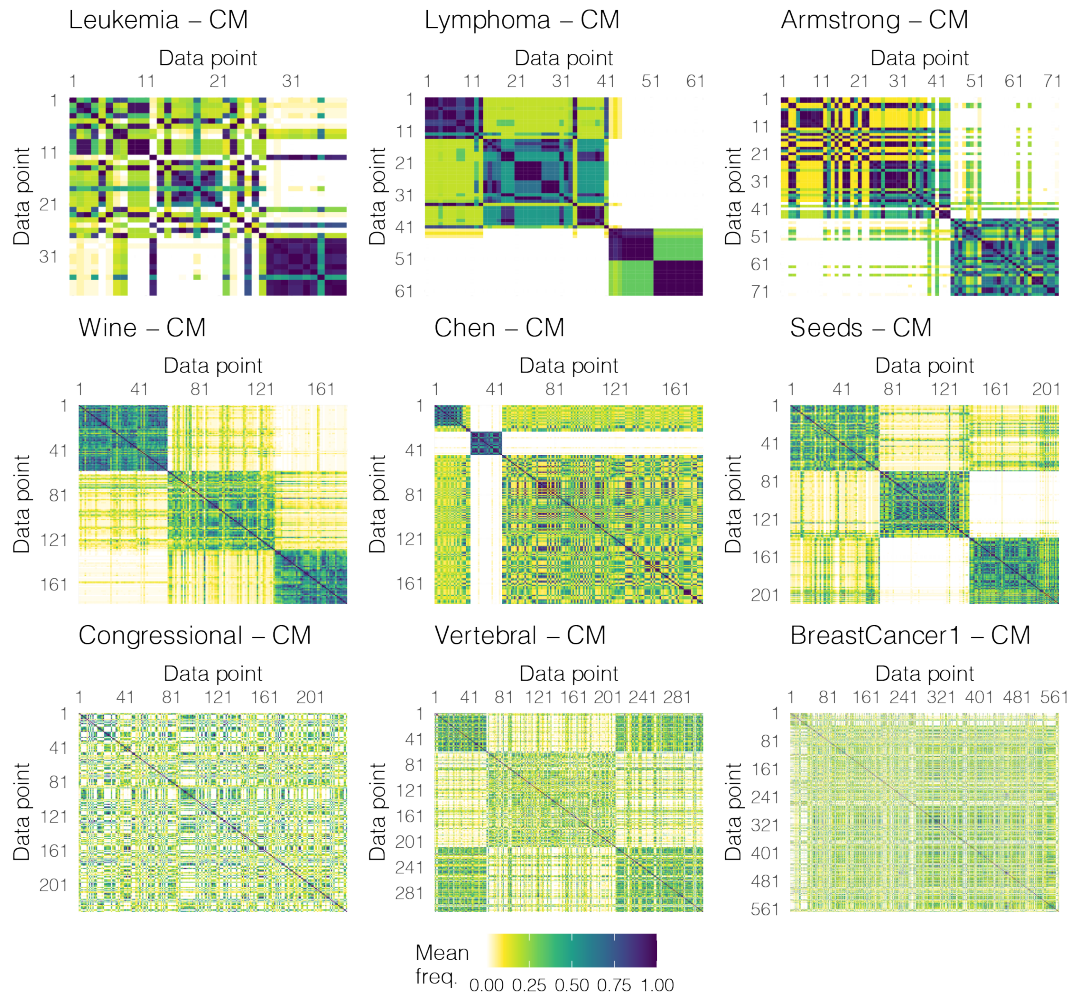 Leukemia – CM Lymphoma – CM Armstrong – CM
Data point Data point Data point
1 11 21 31 1 11 21 31 41 51 61 1 11 21 31 41 51 61 71
Data point
1
11
21
31
Data point
1
11
21
31
41
51
61
Data point
1
11
21
31
41
51
61
71
Wine – CM Chen – CM Seeds – CM
Data point Data point Data point
1 41 81 121 161 1 41 81 121 161 1 41 81 121 161 201
Data point
1
41
81
121
161
Data point
1
41
81
121
161
Data point
1
41
81
121
161
201
Congressional – CM Vertebral – CM BreastCancer1 – CM
Data point Data point Data point
1 41 81 121 161 201 1 41 81 121 161 201 241 281 1 81 161 241 321 401 481 561
Data point
1
41
81
121
161
201
Data point
1
41
81
121
161
201
241
281
Data point
1
81
161
241
321
401
481
561
Mean
freq.
0.00 0.25 0.50 0.75 1.00